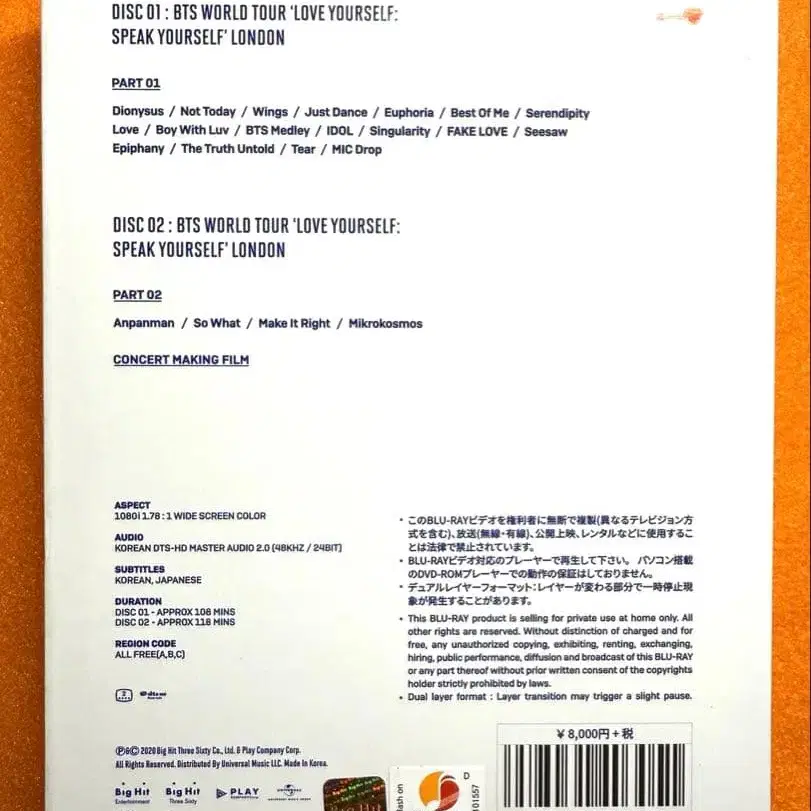 DISC 01 : BTS WORLD TOUR 'LOVE YOURSELF:
SPEAK YOURSELF' LONDON
PART 01
Dionysus / Not Today / Wings / Just Dance / Euphoria / Best Of Me / Serendipity
Love / Boy With Luv / BTS Medley / IDOL / Singularity / FAKE LOVE / Seesaw
Epiphany / The Truth Untold / Tear / MIC Drop
DISC 02 : BTS WORLD TOUR 'LOVE YOURSELF:
SPEAK YOURSELF' LONDON
PART 02
Anpanman / So What / Make It Right / Mikrokosmos
CONCERT MAKING FILM
ASPECT
1080i 1.78 : 1 WIDE SCREEN COLOR
AUDIO
KOREAN DTS-HD MASTER AUDIO 2.0 (48KHZ / 24BIT)
SUBTITLES
KOREAN, JAPANESE
DURATION
DISC 01 - APPROX 108 MINS
DISC 02 - APPROX 118 MINS
REGION CODE
ALL FREE(A,B,C)
2
dts
• このBLU-RAYビデオを権利者に無断で複製(異なるテレビジョン方
式を含む)、放送(無線・有線)、公開上映、レンタルなどに使用するこ
とは法律で禁止されています。
• BLU-RAYビデオ対応のプレーヤーで再生して下さい。 パソコン搭載
のDVD-ROMプレーヤーでの動作の保証はしておりません。
• デュアルレイヤーフォーマット:レイヤーが変わる部分で一時停止現
象が発生することがあります。
• This BLU-RAY product is selling for private use at home only. All
other rights are reserved. Without distinction of charged and for
free, any unauthorized copying, exhibiting, renting, exchanging,
hiring, public performance, diffusion and broadcast of this BLU-RAY
or any part thereof without prior written consent of the copyrights
holder strictly prohibited by laws.
• Dual layer format : Layer transition may trigger a slight pause.
¥ 8,000円 + 税
℗&© 2020 Big Hit Three Sixty Co., Ltd. & Play Company Corp.
All Rights Reserved. Distributed By Universal Music LLC. Made In Korea.
Big Hit
Entertainment
Big Hit
Three Sixty
PLAY
UNIVERSAL
D
101557